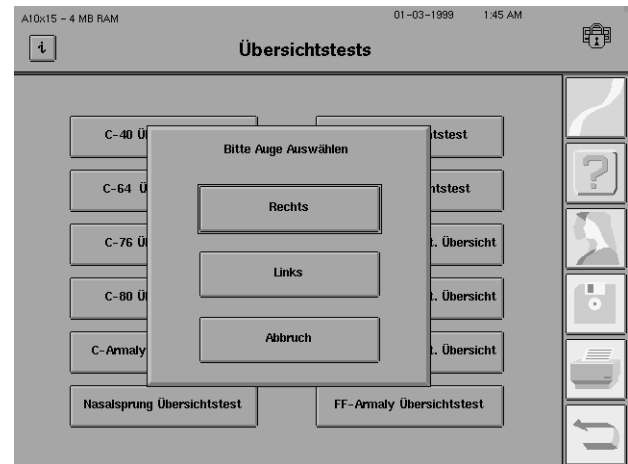 A10x15 – 4 MB RAM
01-03-1999 1:45 AM
i
Übersichtstests
C-40 Ü
tstest
Bitte Auge Auswählen
C-64 Ü
tstest
Rechts
C-76 Ü
t. Übersicht
Links
C-80 Ü
t. Übersicht
Abbruch
C-Armaly
t. Übersicht
Nasalsprung Übersichtstest
FF-Armaly Übersichtstest